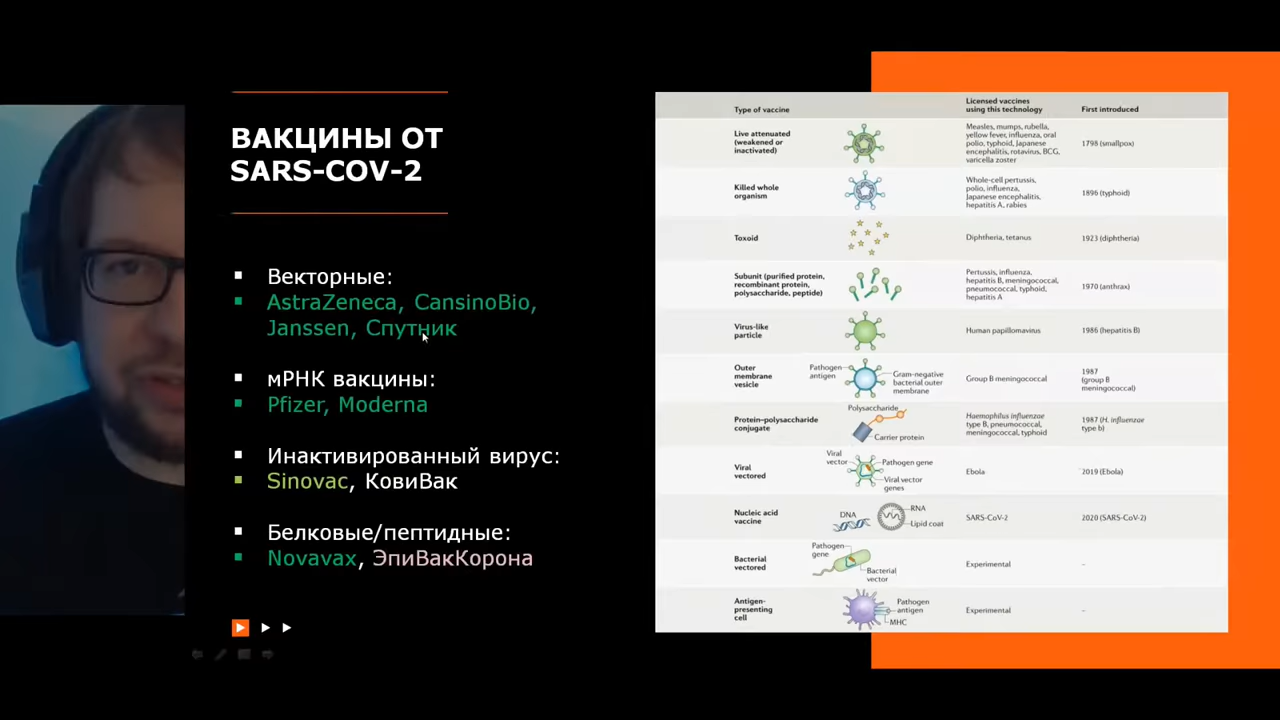 ВАКЦИНЫ ОТ
SARS-COV-2
Векторные:
AstraZeneca, CansinoBio,
Janssen, Спутник
мРНК вакцины:
Pfizer, Moderna
Инактивированный вирус:
Sinovac, КовиВак
Белковые/пептидные:
Novavax, ЭпиВакКорона
Type of vaccine
Licensed vaccines
using this technology
First introduced
Live attenuated
(weakened or
inactivated)
Measles, mumps, rubella,
yellow fever, influenza, oral
polio, typhoid, Japanese
encephalitis, rotavirus, BCG,
varicella zoster
1798 (smallpox)
Killed whole
organism
Whole-cell pertussis,
polio, influenza,
Japanese encephalitis,
hepatitis A, rabies
1896 (typhoid)
Toxoid
Diphtheria, tetanus
1923 (diphtheria)
Subunit (purified protein,
recombinant protein,
polysaccharide, peptide)
Pertussis, influenza,
hepatitis B, meningococcal,
pneumococcal, typhoid,
hepatitis A
1970 (anthrax)
Virus-like
particle
Human papillomavirus
1986 (hepatitis B)
Outer
membrane
vesicle
Pathogen
antigen
Gram-negative
bacterial outer
membrane
Group B meningococcal
1987
(group B
meningococcal)
Protein–polysaccharide
conjugate
Polysaccharide
Carrier protein
Haemophilus influenzae
type B, pneumococcal,
meningococcal, typhoid
1987 (H. influenzae
type b)
Viral
vectored
Viral
vector
Pathogen gene
Viral vector
genes
Ebola
2019 (Ebola)
Nucleic acid
vaccine
DNA
RNA
Lipid coat
SARS-CoV-2
2020 (SARS-CoV-2)
Bacterial
vectored
Pathogen
gene
Bacterial
vector
Experimental
–
Antigen-
presenting
cell
Pathogen
antigen
MHC
Experimental
–